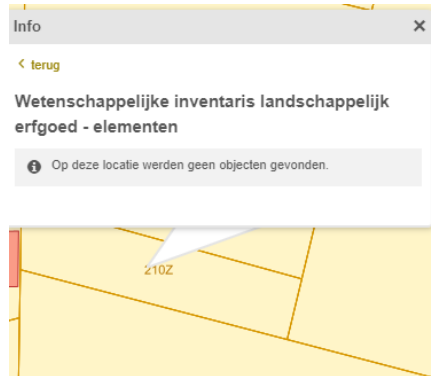 Info
terug
Wetenschappelijke inventaris landschappelijk
erfgoed - elementen
Op deze locatie werden geen objecten gevonden.
210Z